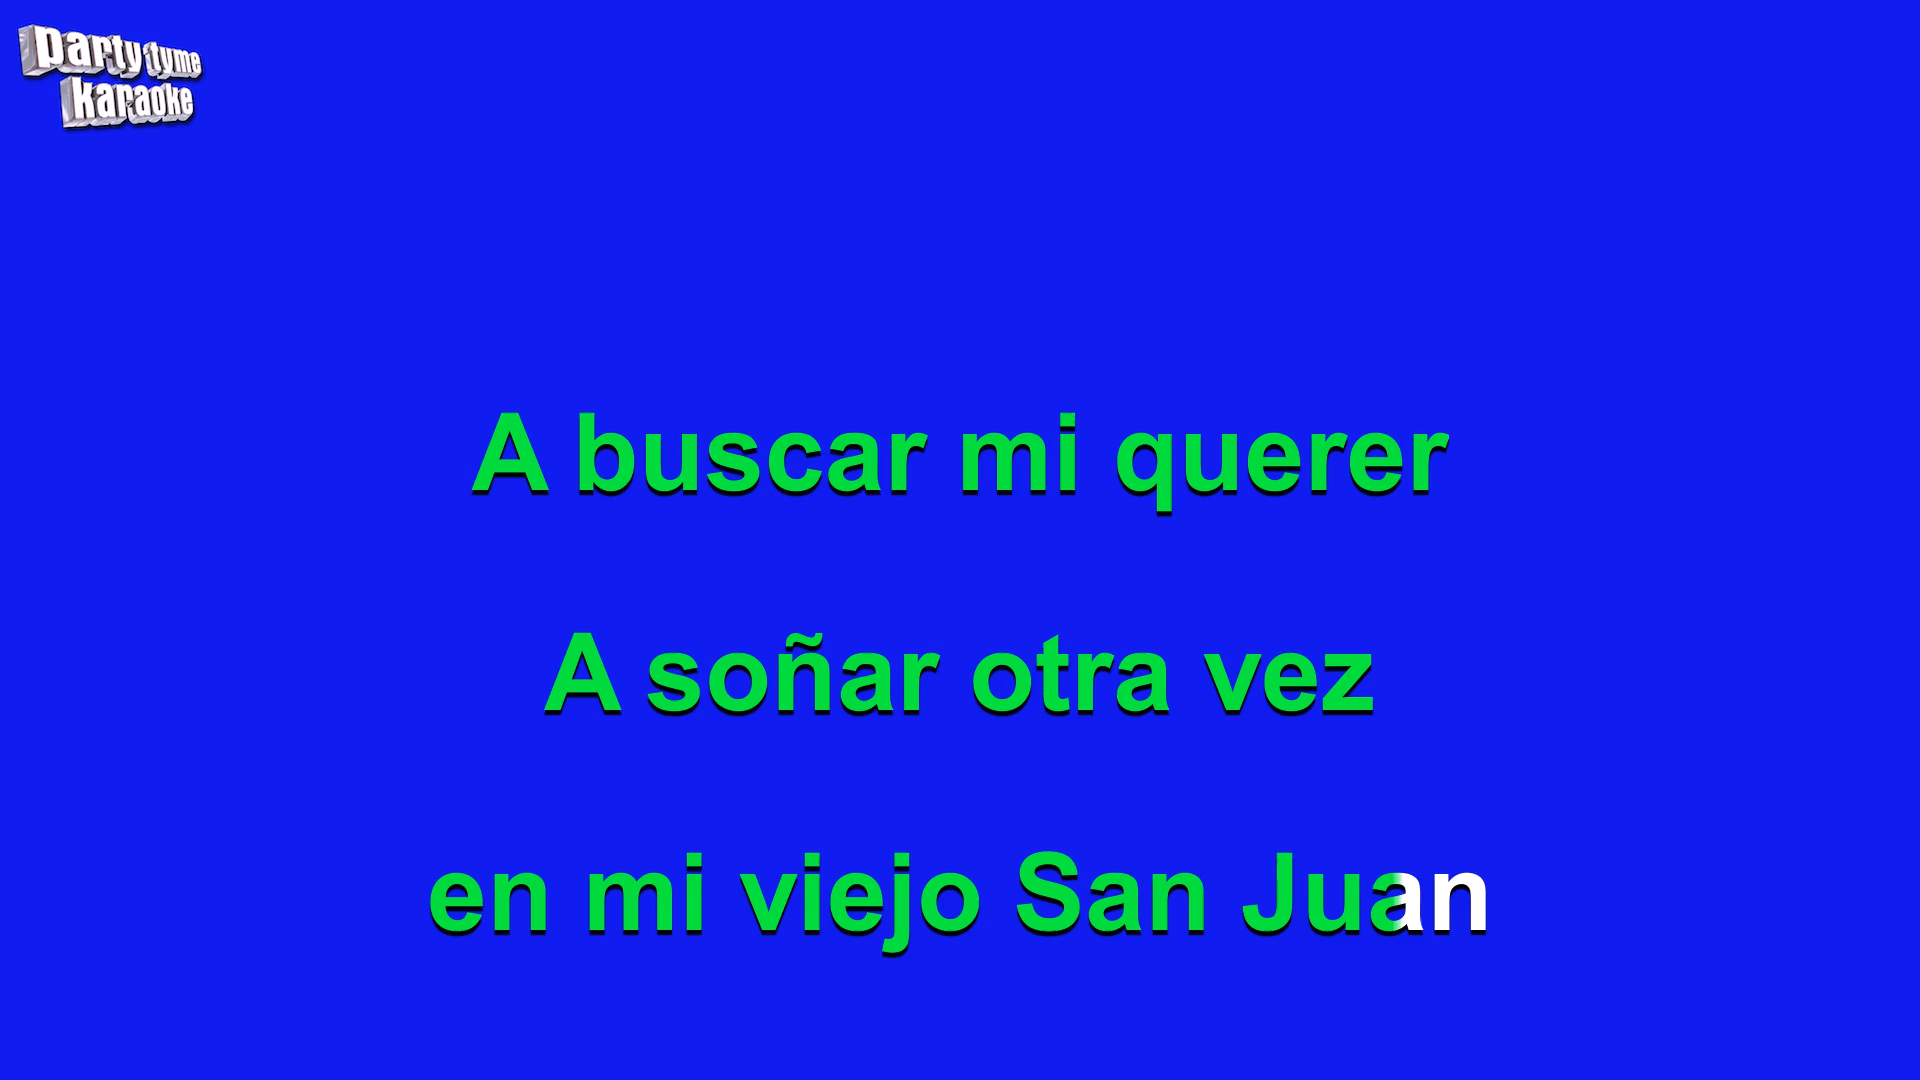 party tyme
karaoke
A buscar mi querer
A soñar otra vez
en mi viejo San Juan